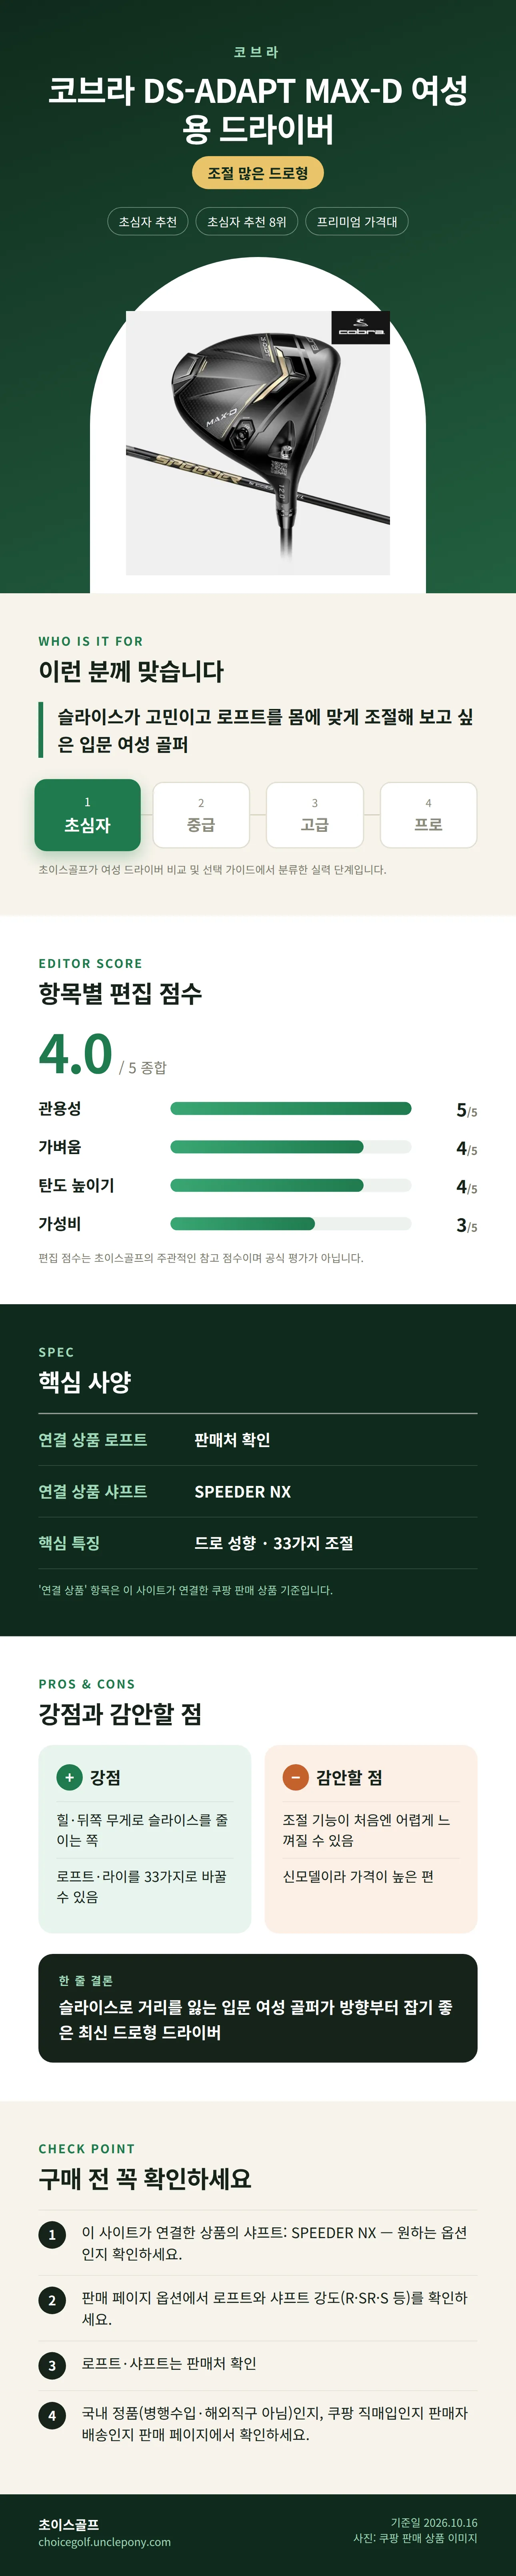 코브라
코브라 DS-ADAPT MAX-D 여성
용 드라이버
조절 많은 드로형
초심자 추천
초심자 추천 8위
프리미엄 가격대
cobra
MAX-D
SPEEDER
12.0
WHO IS IT FOR
이런 분께 맞습니다
슬라이스가 고민이고 로프트를 몸에 맞게 조절해 보고 싶
은 입문 여성 골퍼
1
초심자
2
중급
3
고급
4
프로
초이스골프가 여성 드라이버 비교 및 선택 가이드에서 분류한 실력 단계입니다.
EDITOR SCORE
항목별 편집 점수
4.0 / 5 종합
관용성 5/5
가벼움 4/5
탄도 높이기 4/5
가성비 3/5
편집 점수는 초이스골프의 주관적인 참고 점수이며 공식 평가가 아닙니다.
SPEC
핵심 사양
연결 상품 로프트 판매처 확인
연결 상품 샤프트 SPEEDER NX
핵심 특징 드로 성향 · 33가지 조절
'연결 상품' 항목은 이 사이트가 연결한 쿠팡 판매 상품 기준입니다.
PROS & CONS
강점과 감안할 점
+ 강점
힐·뒤쪽 무게로 슬라이스를 줄
이는 쪽
로프트·라이를 33가지로 바꿀
수 있음
− 감안할 점
조절 기능이 처음엔 어렵게 느
껴질 수 있음
신모델이라 가격이 높은 편
한 줄 결론
슬라이스로 거리를 잃는 입문 여성 골퍼가 방향부터 잡기 좋
은 최신 드로형 드라이버
CHECK POINT
구매 전 꼭 확인하세요
1 이 사이트가 연결한 상품의 샤프트: SPEEDER NX — 원하는 옵션
인지 확인하세요.
2 판매 페이지 옵션에서 로프트와 샤프트 강도(R·SR·S 등)를 확인하
세요.
3 로프트·샤프트는 판매처 확인
4 국내 정품(병행수입·해외직구 아님)인지, 쿠팡 직매입인지 판매자
배송인지 판매 페이지에서 확인하세요.
초이스골프
choicegolf.unclepony.com
기준일 2026.10.16
사진: 쿠팡 판매 상품 이미지